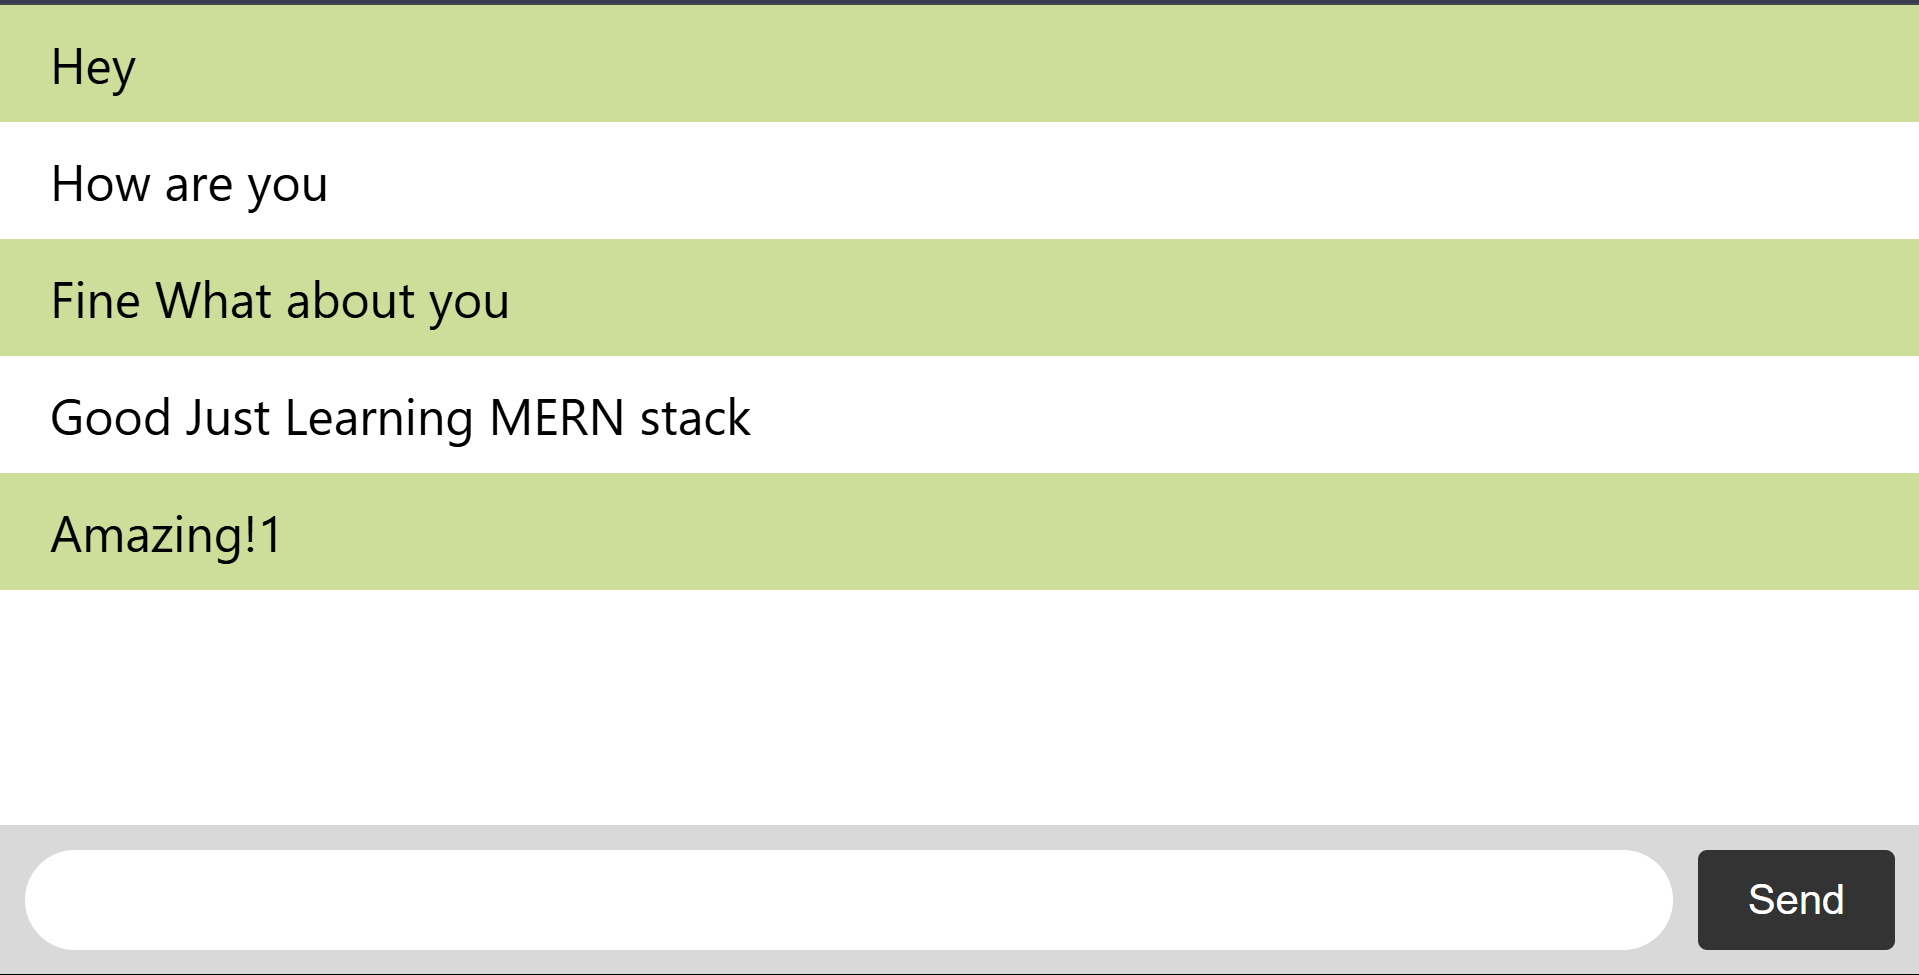 Hey
How are you
Fine What about you
Good Just Learning MERN stack
Amazing!1
Send